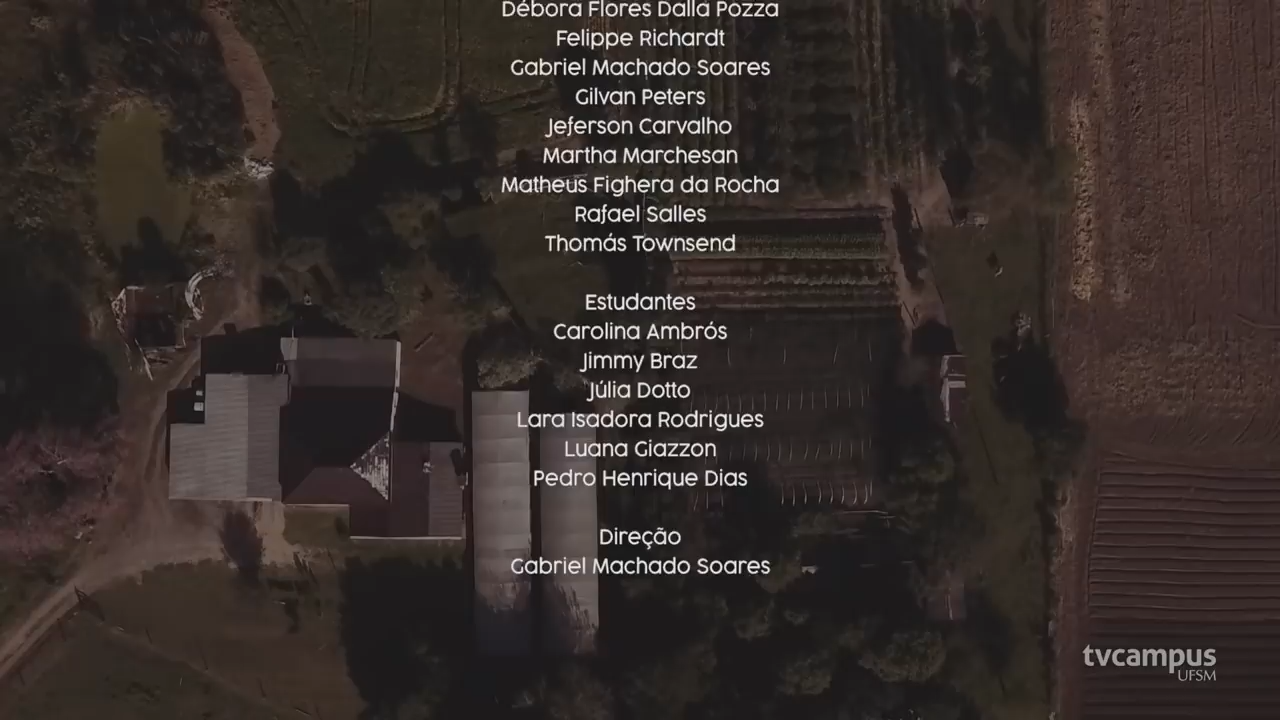 Débora Flores Dalla Pozza
Felippe Richardt
Gabriel Machado Soares
Gilvan Peters
Jeferson Carvalho
Martha Marchesan
Matheus Fighera da Rocha
Rafael Salles
Thomás Townsend
Estudantes
Carolina Ambrós
Jimmy Braz
Júlia Dotto
Lara Isadora Rodrigues
Luana Giazzon
Pedro Henrique Dias
Direção
Gabriel Machado Soares
tvcampus
UFSM